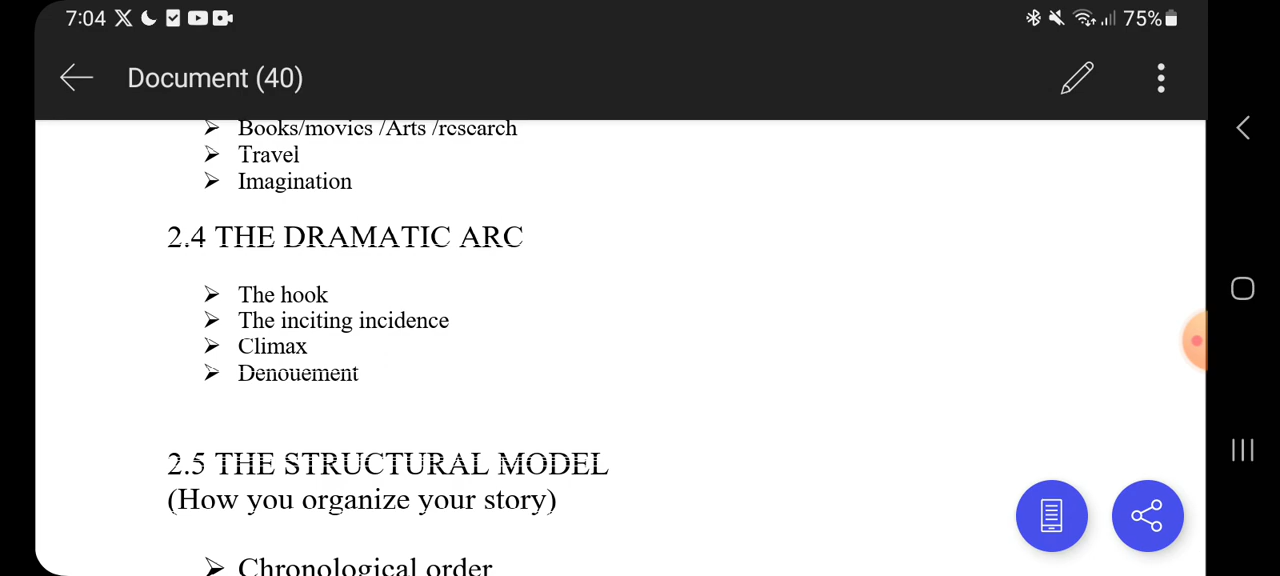 7:04 75%
Document (40)
➢ Books/movies /Arts /research
➢ Travel
➢ Imagination
2.4 THE DRAMATIC ARC
➢ The hook
➢ The inciting incidence
➢ Climax
➢ Denouement
2.5 THE STRUCTURAL MODEL
(How you organize your story)
➢ Chronological order